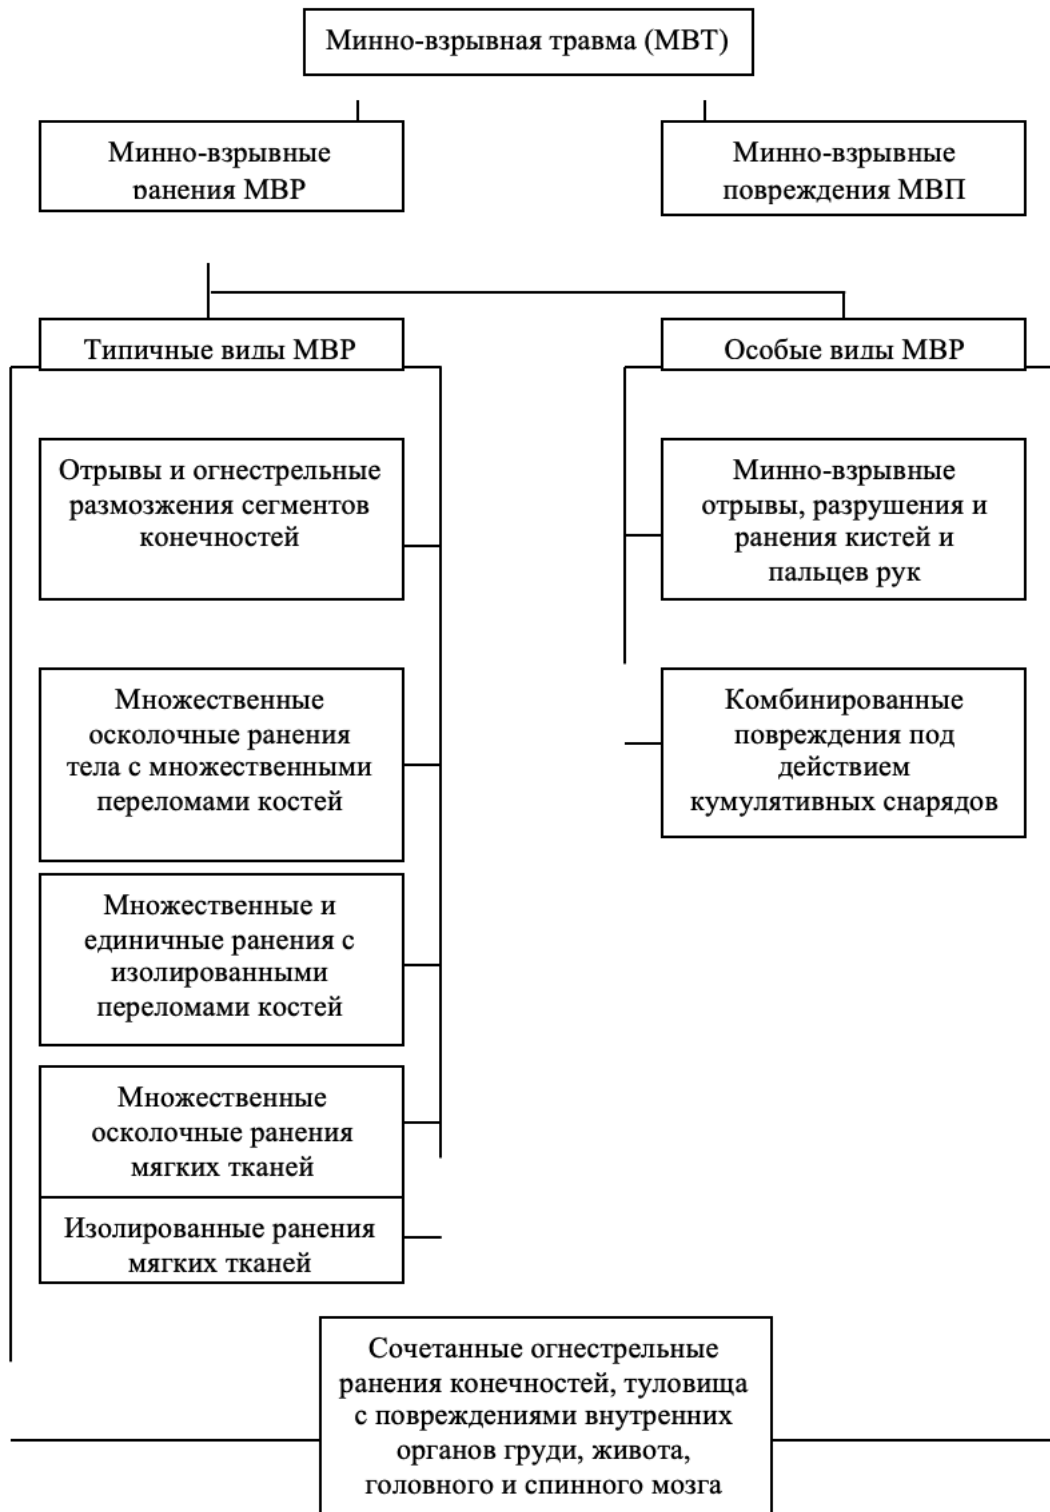 Минно-взрывная травма (МВТ)
Минно-взрывные
ранения МВР
Минно-взрывные
повреждения МВП
Типичные виды МВР
Особые виды МВР
Отрывы и огнестрельные
размозжения сегментов
конечностей
Минно-взрывные
отрывы, разрушения и
ранения кистей и
пальцев рук
Множественные
осколочные ранения
тела с множественными
переломами костей
Комбинированные
повреждения под
действием
кумулятивных снарядов
Множественные и
единичные ранения с
изолированными
переломами костей
Множественные
осколочные ранения
мягких тканей
Изолированные ранения
мягких тканей
Сочетанные огнестрельные
ранения конечностей, туловища
с повреждениями внутренних
органов груди, живота,
головного и спинного мозга